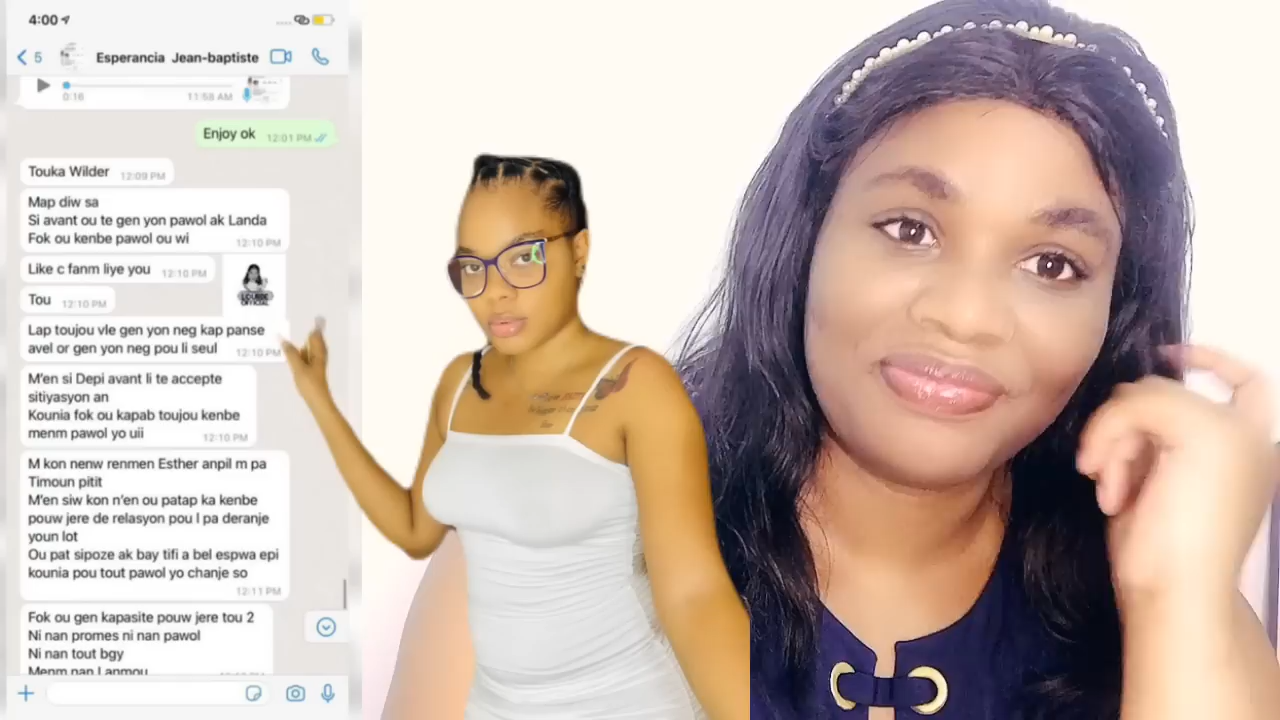 4:00
5
Esperancia Jean-baptiste
0:16 11:58 AM
Enjoy ok 12:01 PM
Touka Wilder 12:09 PM
Map diw sa
Si avant ou te gen yon pawol ak Landa
Fok ou kenbe pawol ou wi 12:10 PM
Like c fanm liye you 12:10 PM
Tou 12:10 PM
Lap toujou vle gen yon neg kap panse
avel or gen yon neg pou li seul 12:10 PM
M'en si Depi avant li te accepte
sitiyasyon an
Kounia fok ou kapab toujou kenbe
menm pawol yo uii 12:10 PM
M kon nenw renmen Esther anpil m pa
Timoun pitit
M'en siw kon n'en ou patap ka kenbe
pouw jere de relasyon pou l pa deranje
youn lot
Ou pat sipoze ak bay tifi a bel espwa epi
kounia pou tout pawol yo chanje so
12:11 PM
Fok ou gen kapasite pouw jere tou 2
Ni nan promes ni nan pawol
Ni nan tout bgy
Menm nan Lanmou